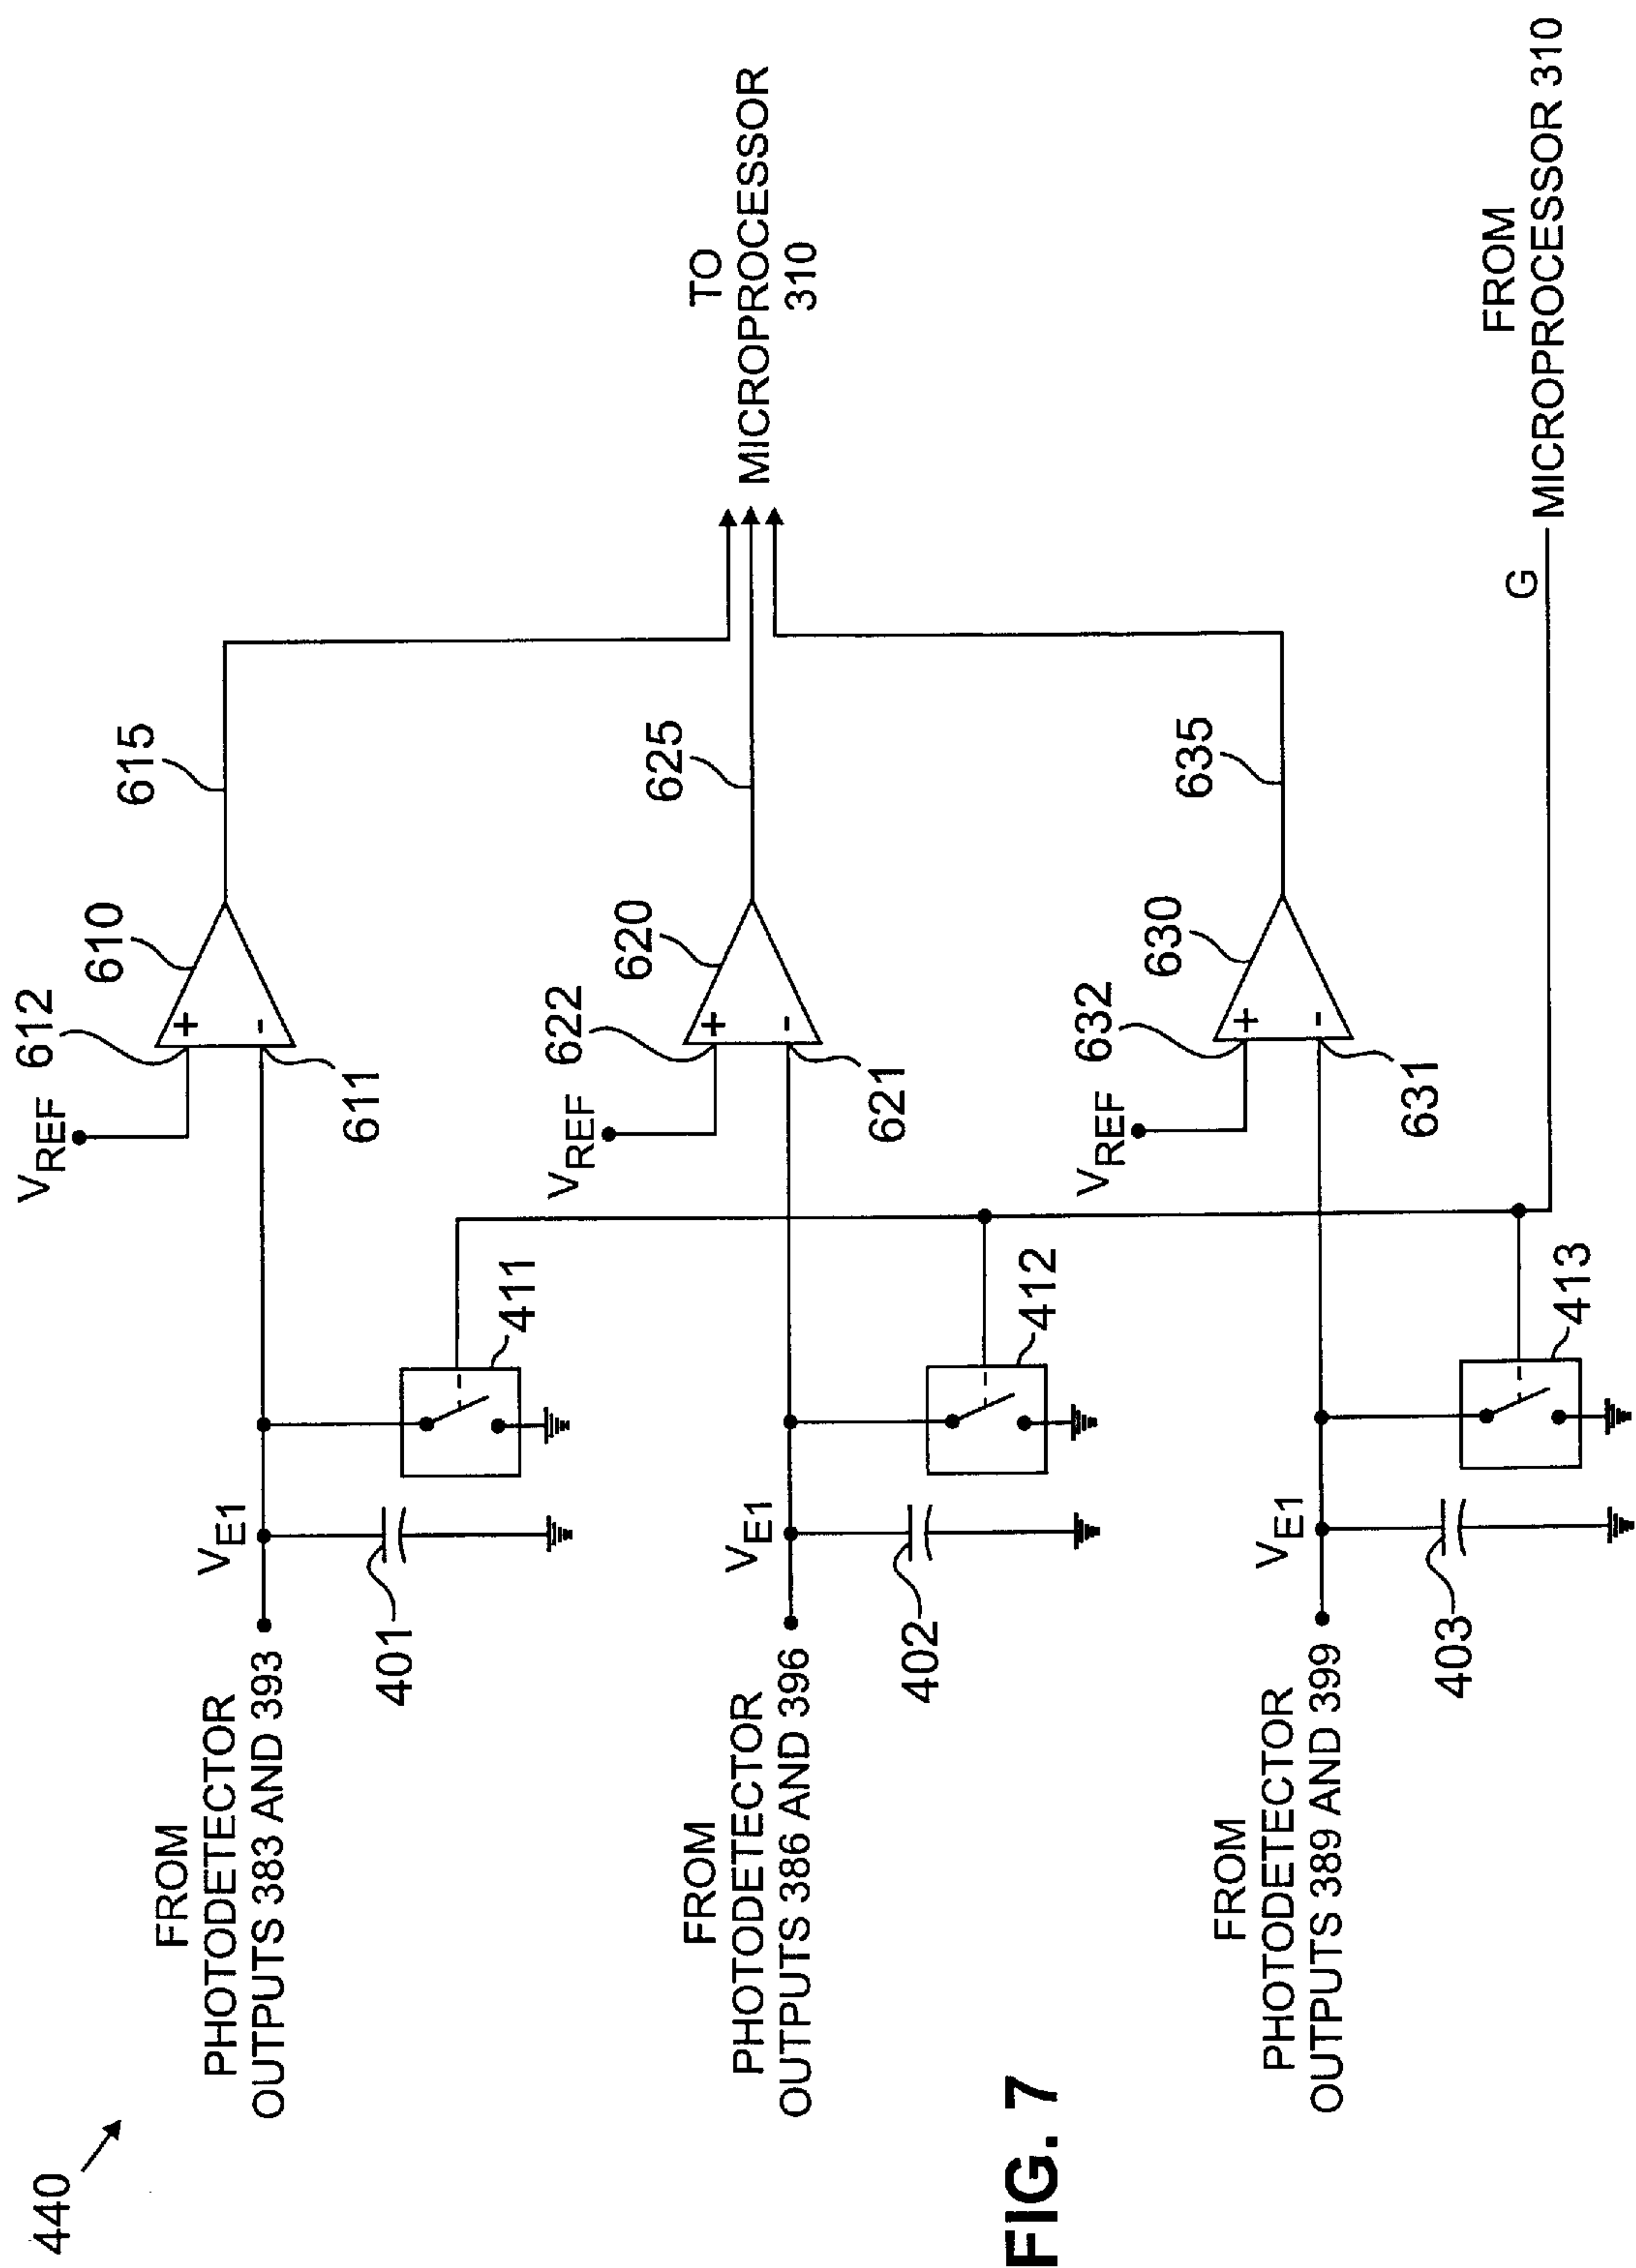 440
FROM
PHOTODETECTOR
OUTPUTS 383 AND 393
VE1
401
411
VREF
612
611
610
+
-
615
FROM
PHOTODETECTOR
OUTPUTS 386 AND 396
VE1
402
412
VREF
622
621
620
+
-
625
TO
MICROPROCESSOR
310
FROM
PHOTODETECTOR
OUTPUTS 389 AND 399
VE1
403
413
VREF
632
631
630
+
-
635
G
FROM
MICROPROCESSOR 310
FIG. 7